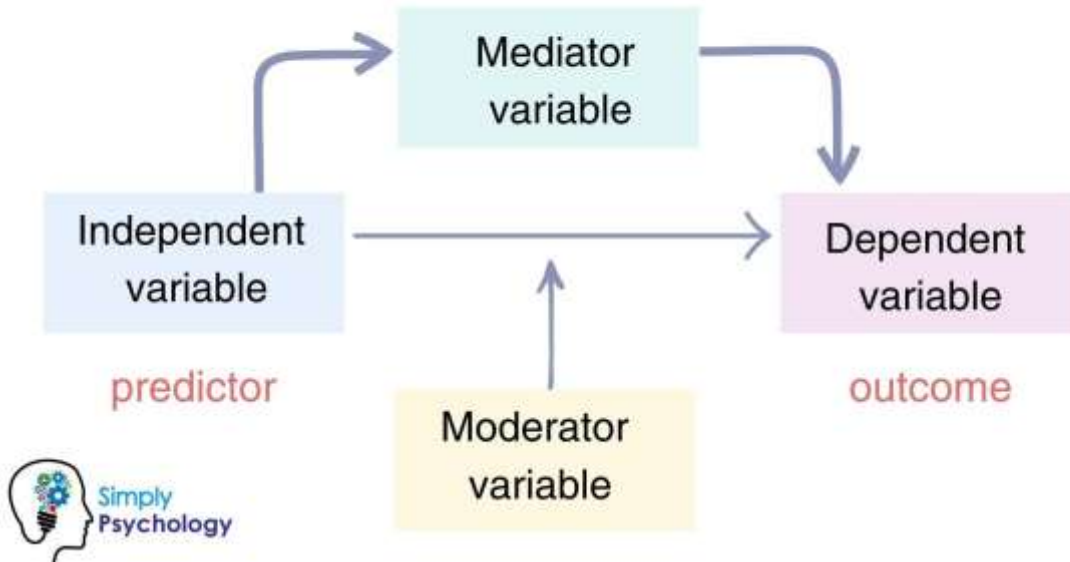 Mediator
variable
Independent
variable
Dependent
variable
predictor
outcome
Moderator
variable
Simply
Psychology